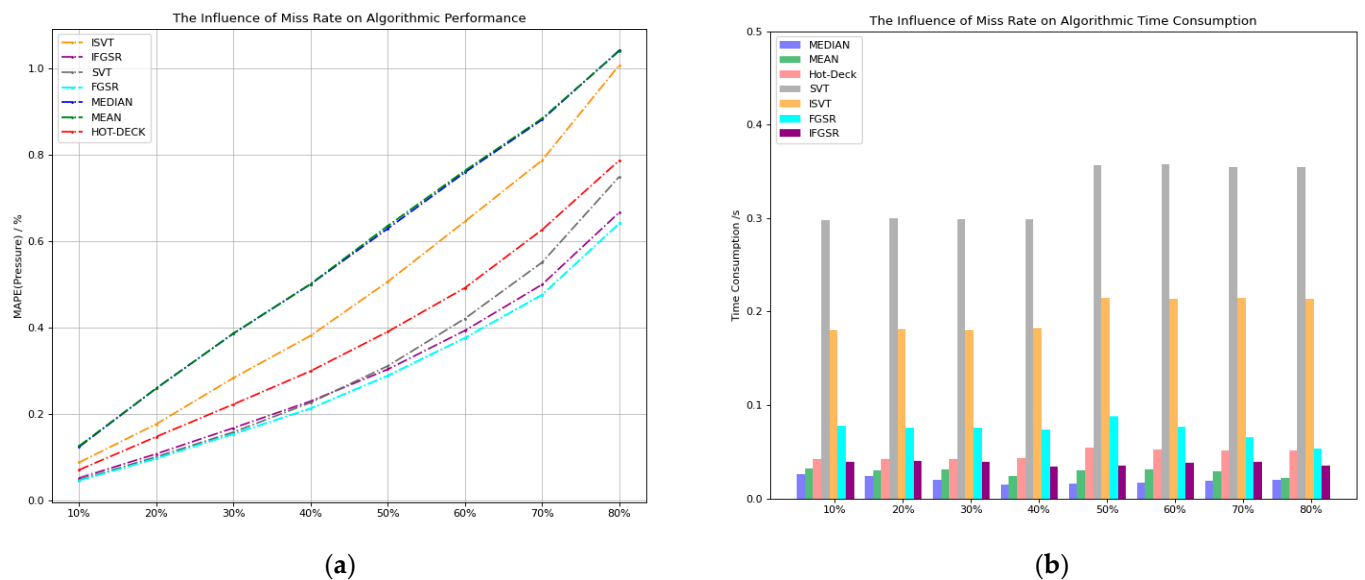 The Influence of Miss Rate on Algorithmic Performance
ISVT
IFGSR
SVT
FGSR
MEDIAN
MEAN
HOT-DECK
MAPE(Pressure) / %
1.0
0.8
0.6
0.4
0.2
0.0
10% 20% 30% 40% 50% 60% 70% 80%
(a)
The Influence of Miss Rate on Algorithmic Time Consumption
MEDIAN
MEAN
Hot-Deck
SVT
ISVT
FGSR
IFGSR
Time Consumption /s
0.5
0.4
0.3
0.2
0.1
0.0
10% 20% 30% 40% 50% 60% 70% 80%
(b)